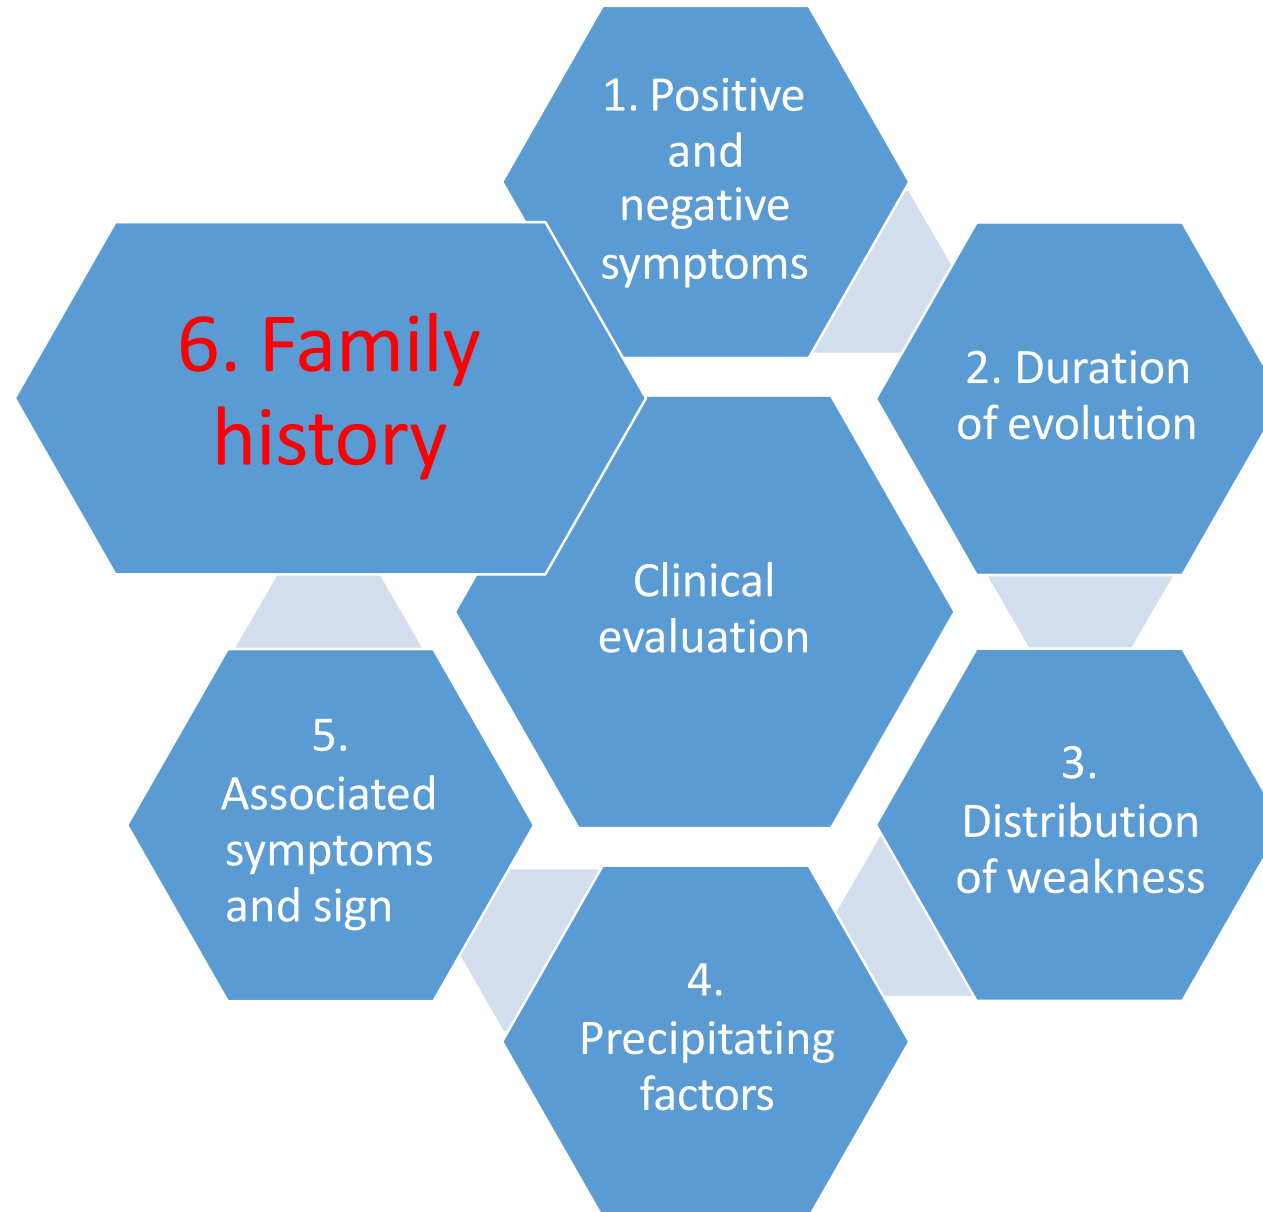 1. Positive
and
negative
symptoms
2. Duration
of evolution
3.
Distribution
of weakness
4.
Precipitating
factors
5.
Associated
symptoms
and sign
6. Family
history
Clinical
evaluation